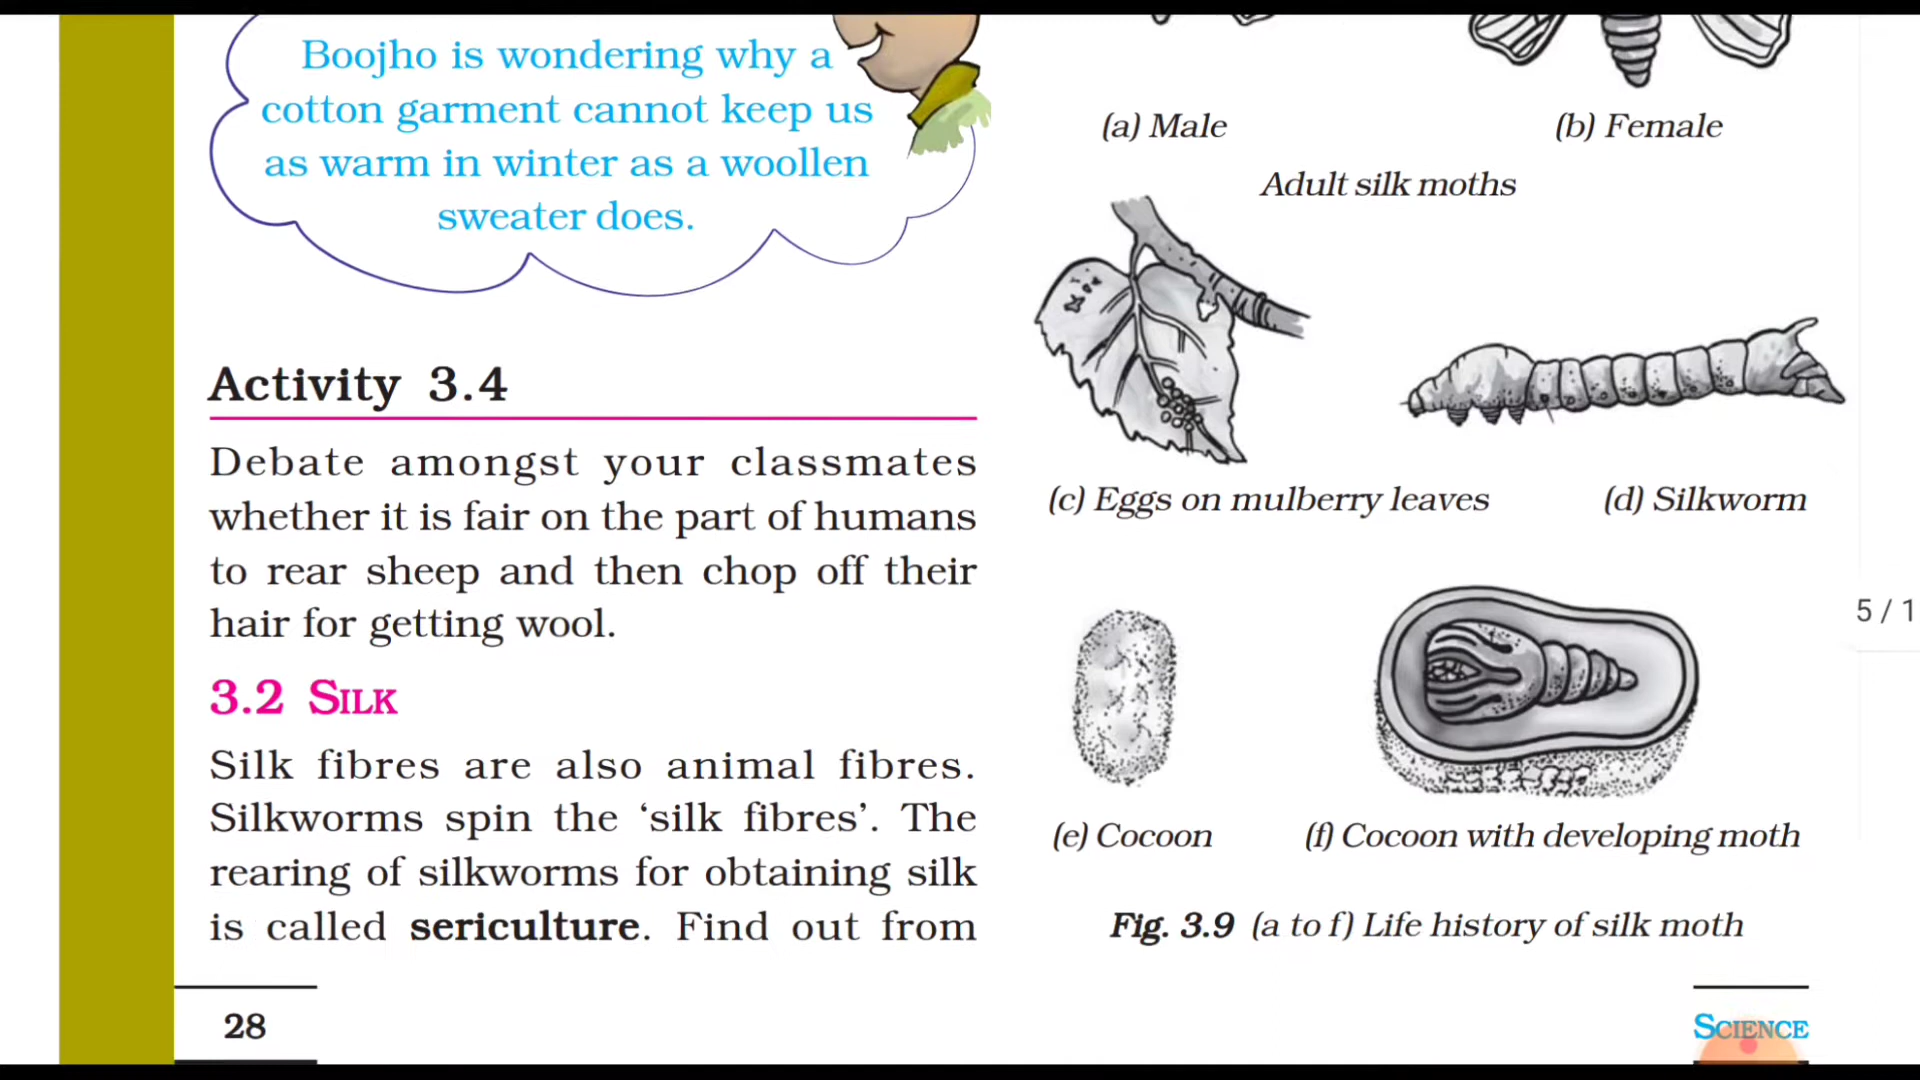 Boojho is wondering why a
cotton garment cannot keep us
as warm in winter as a woollen
sweater does.
Activity 3.4
Debate amongst your classmates
whether it is fair on the part of humans
to rear sheep and then chop off their
hair for getting wool.
3.2 SILK
Silk fibres are also animal fibres.
Silkworms spin the ‘silk fibres’. The
rearing of silkworms for obtaining silk
is called sericulture. Find out from
(a) Male
(b) Female
Adult silk moths
(c) Eggs on mulberry leaves
(d) Silkworm
(e) Cocoon
(f) Cocoon with developing moth
Fig. 3.9 (a to f) Life history of silk moth
5 / 1
28
SCIENCE